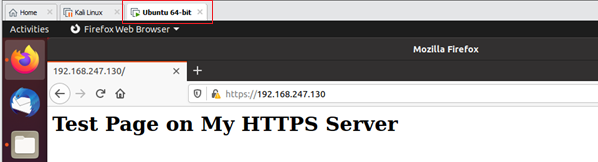 Home Kali Linux Ubuntu 64-bit
Activities Firefox Web Browser
Mozilla Firefox
192.168.247.130/
https://192.168.247.130
Test Page on My HTTPS Server